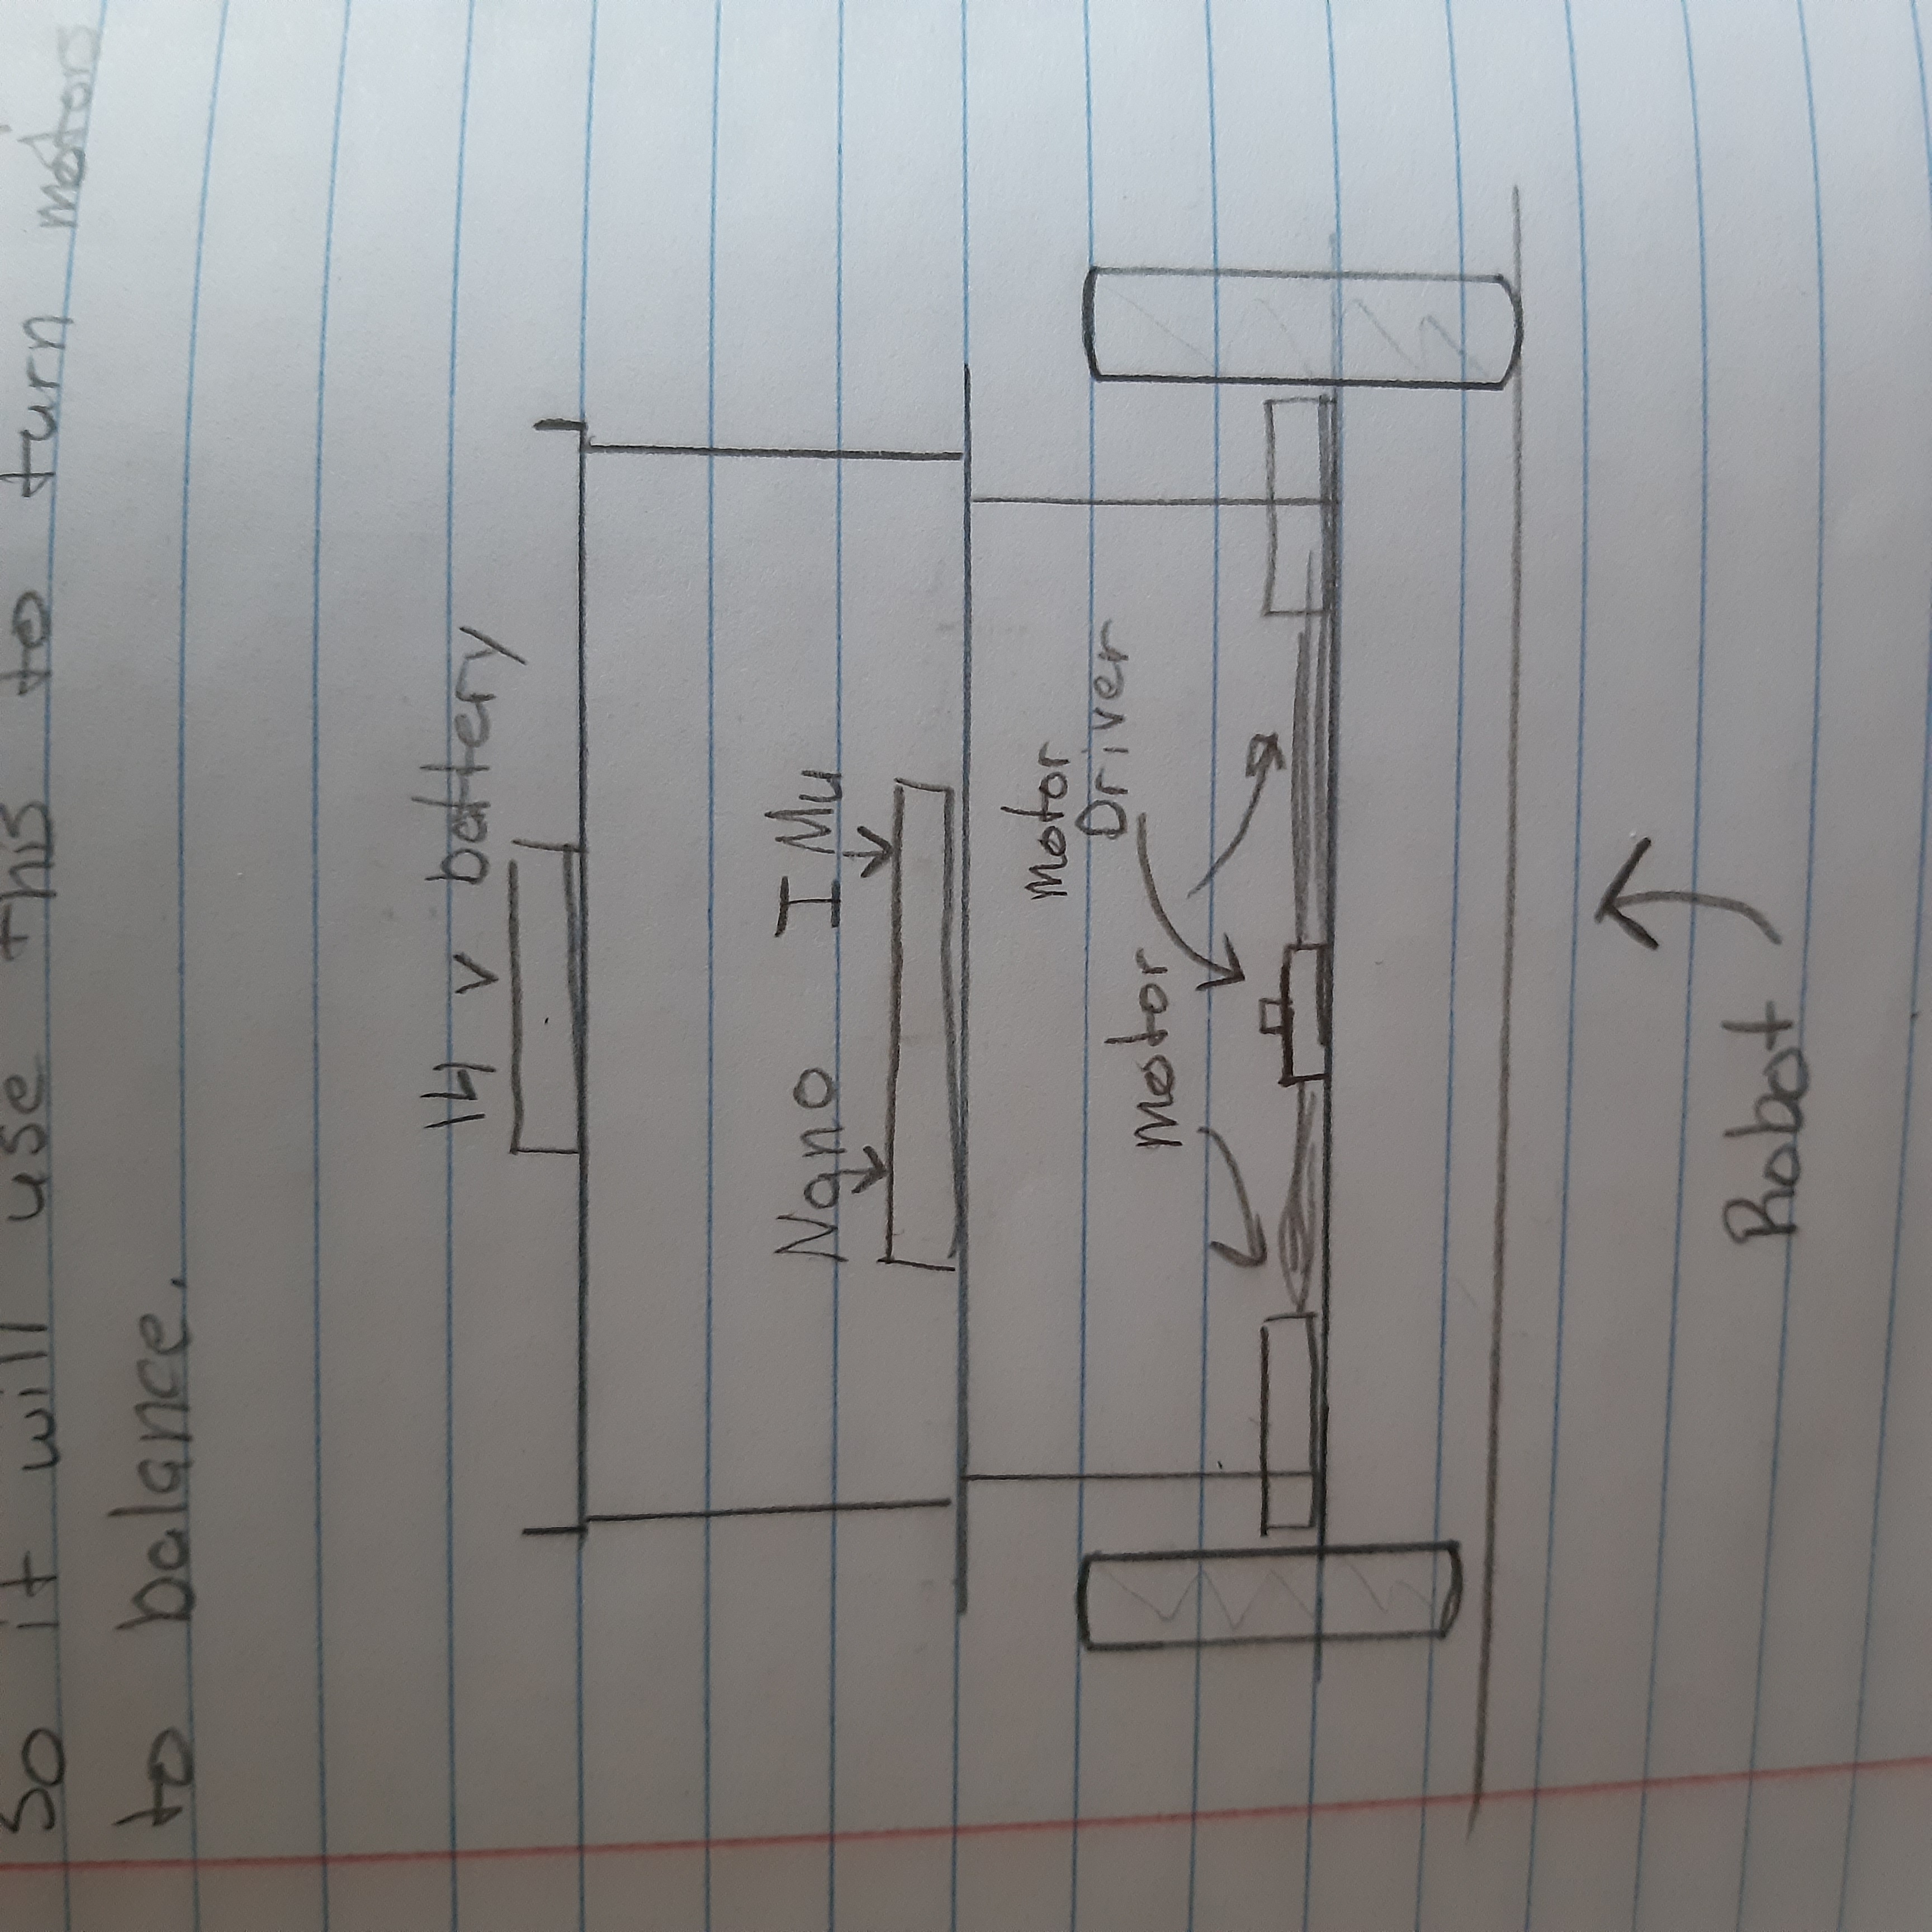 So it will use this to turn motors
to balance.
14 v battery
Nano IMu
motor
Driver
motor
Robot